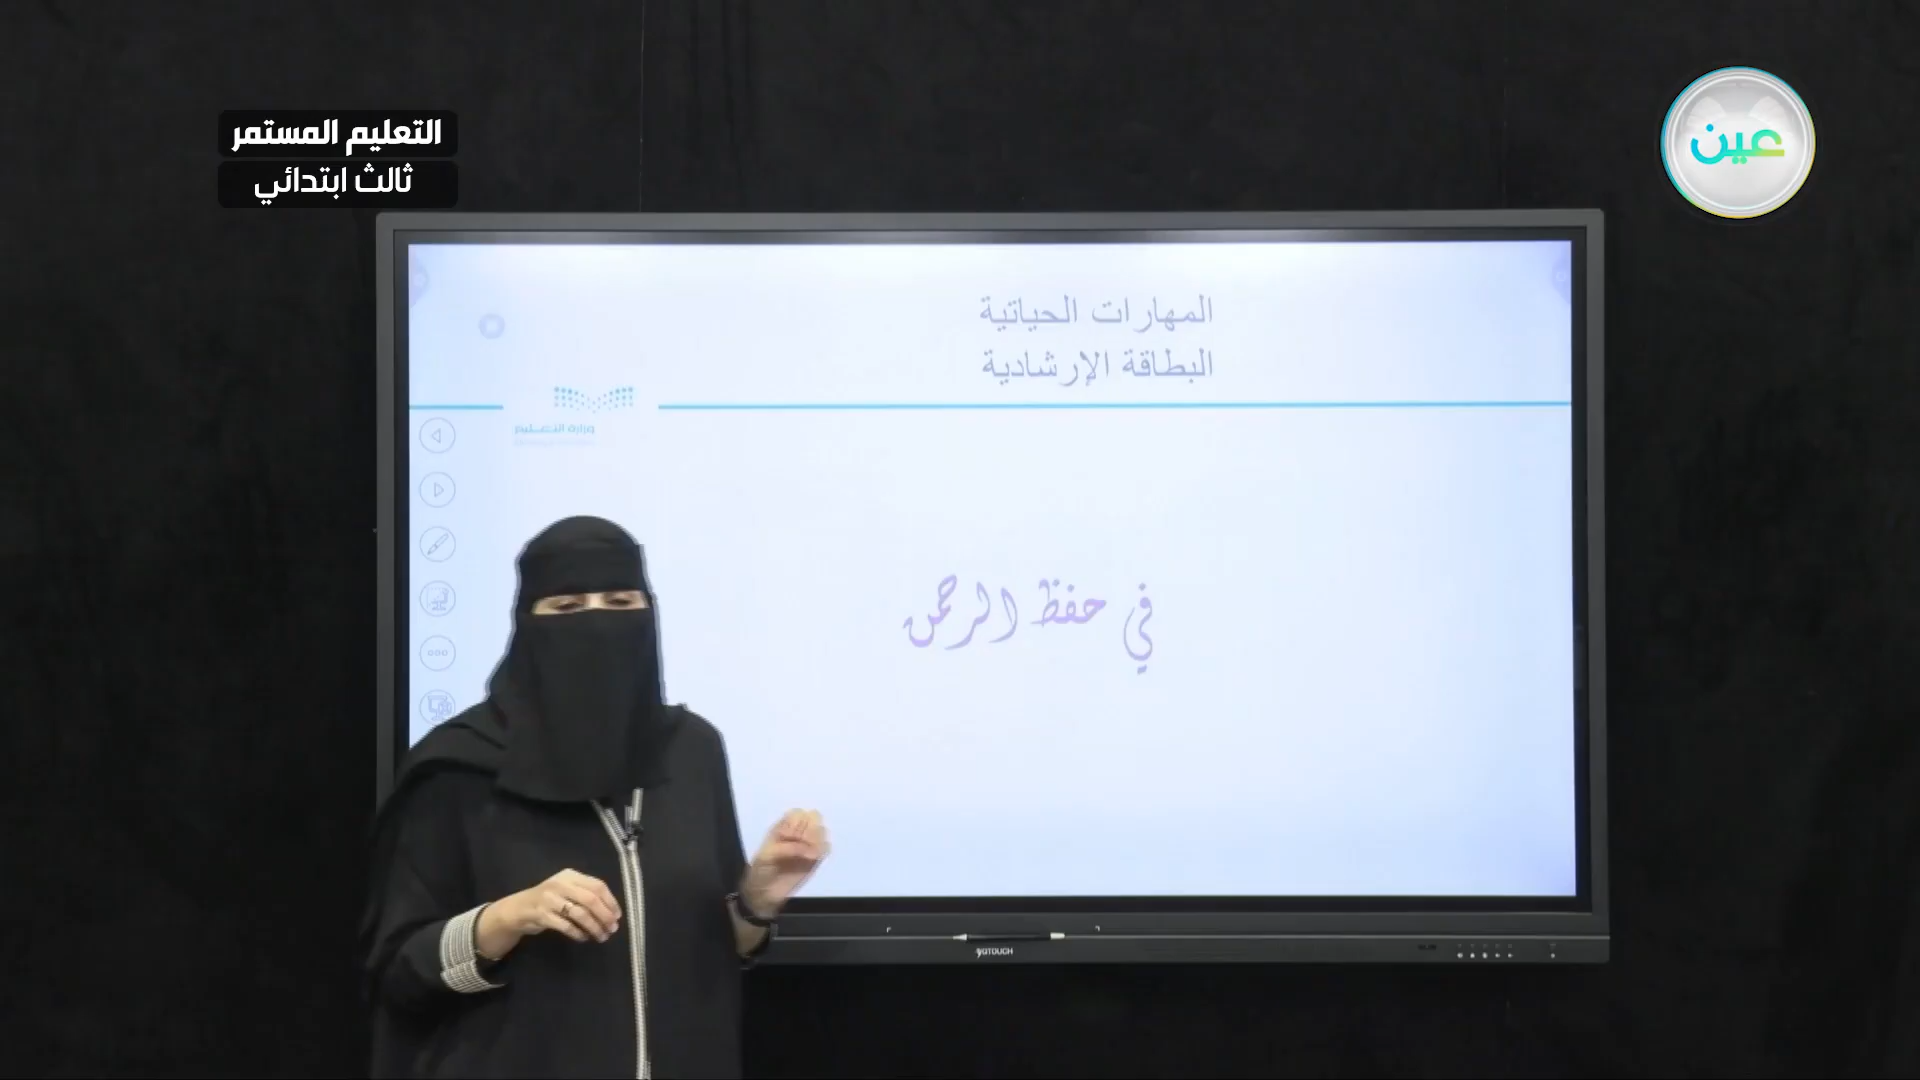 التعليم المستمر
ثالث ابتدائي
عين
المهارات الحياتية
البطاقة الإرشادية
وزارة التعليم
في حفظ الرحمن